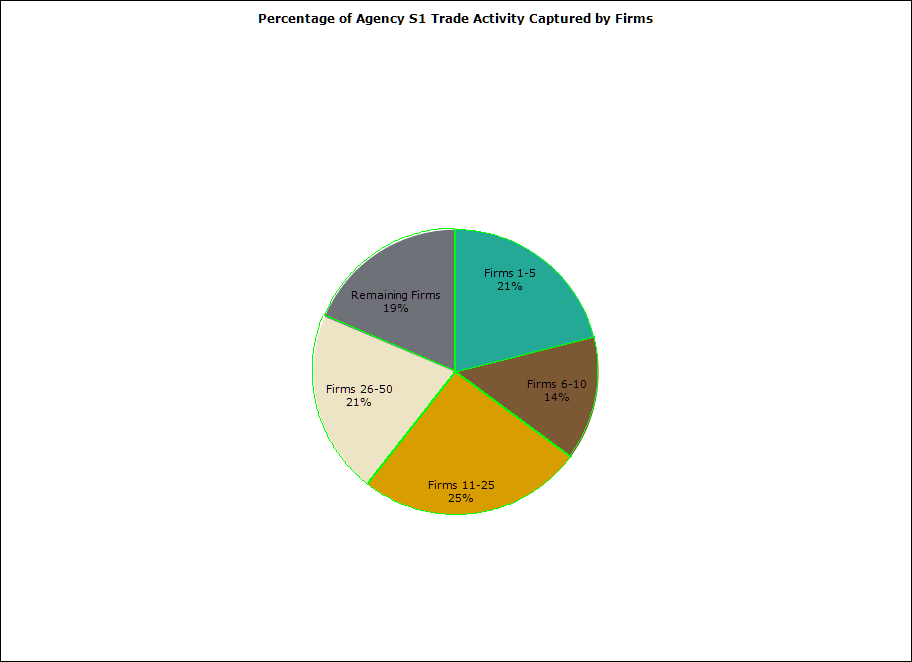 Percentage of Agency S1 Trade Activity Captured by Firms
Firms 1-5
21%
Remaining Firms
19%
Firms 6-10
14%
Firms 26-50
21%
Firms 11-25
25%